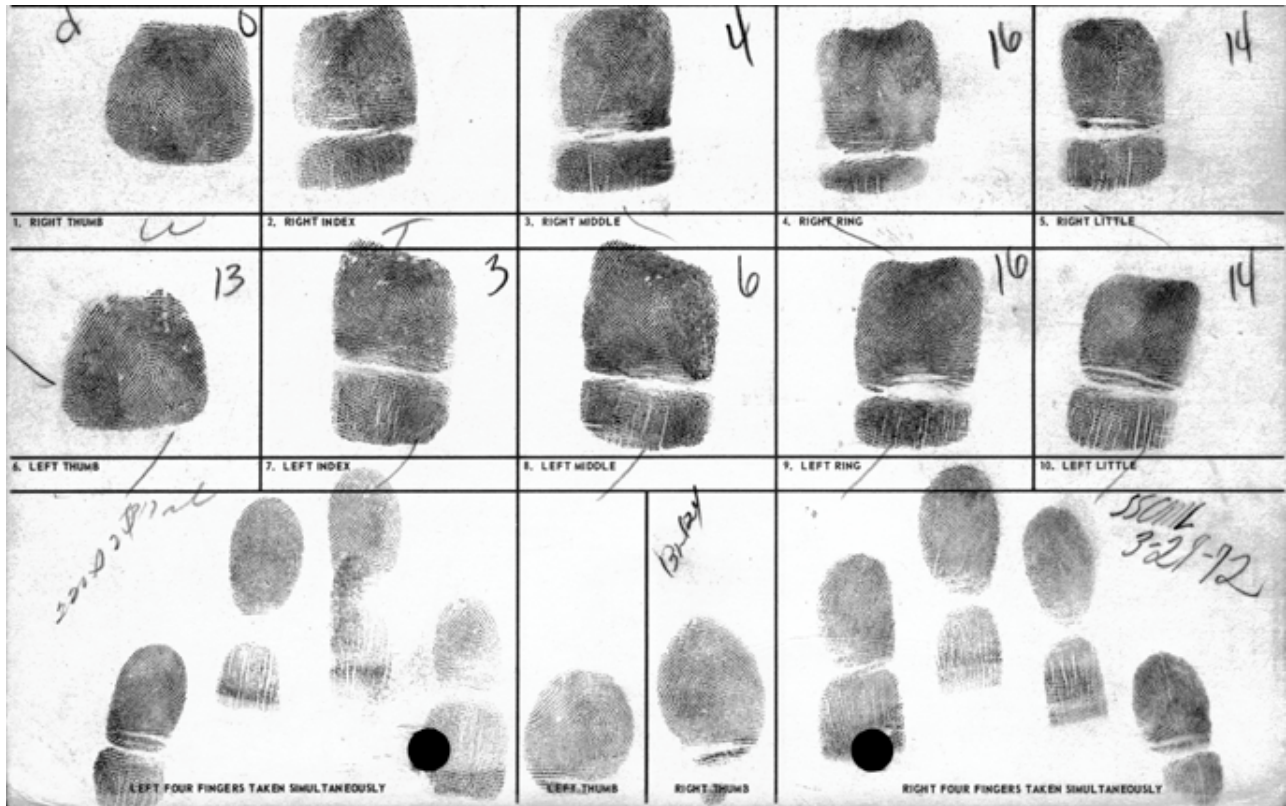 d 0 4 16 14
1. RIGHT THUMB 2. RIGHT INDEX 3. RIGHT MIDDLE 4. RIGHT RING 5. RIGHT LITTLE
W T \ \ \
13 3 6 16 14
6. LEFT THUMB 7. LEFT INDEX 8. LEFT MIDDLE 9. LEFT RING 10. LEFT LITTLE
/ / / / /
3-29-72
LEFT FOUR FINGERS TAKEN SIMULTANEOUSLY LEFT THUMB RIGHT THUMB RIGHT FOUR FINGERS TAKEN SIMULTANEOUSLY